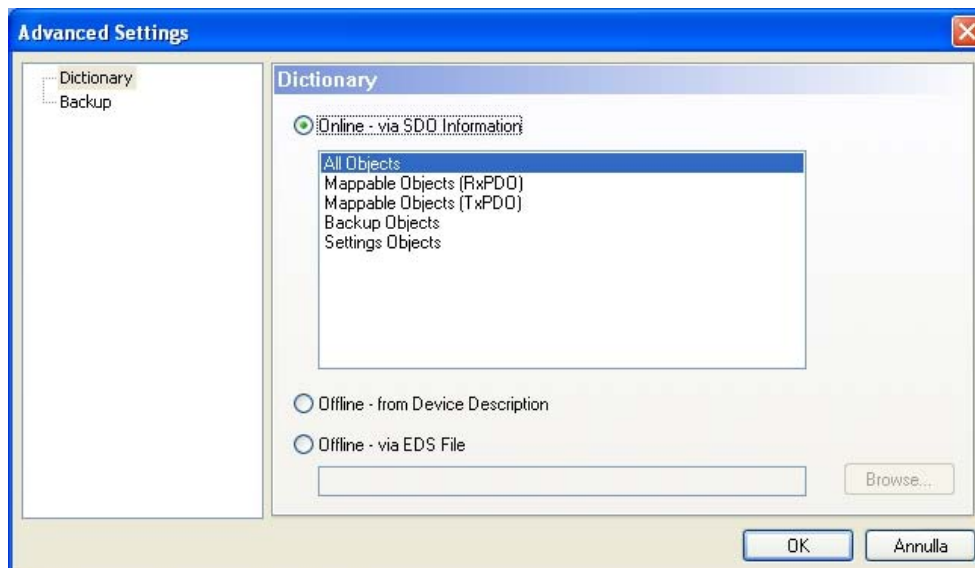 Advanced Settings
Dictionary
Backup
Dictionary
Online - via SDO Information
All Objects
Mappable Objects (RxPDO)
Mappable Objects (TxPDO)
Backup Objects
Settings Objects
Offline - from Device Description
Offline - via EDS File
Browse...
OK
Annulla